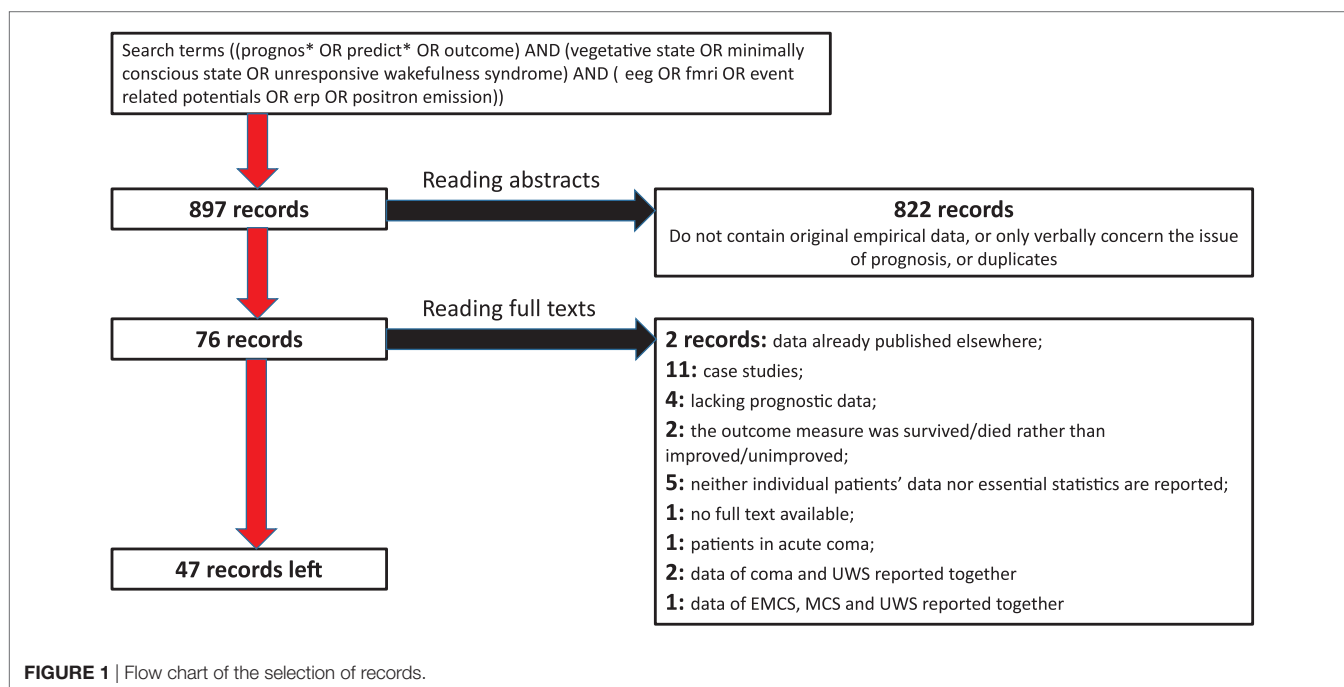 Search terms ((prognos* OR predict* OR outcome) AND (vegetative state OR minimally
conscious state OR unresponsive wakefulness syndrome) AND ( eeg OR fmri OR event
related potentials OR erp OR positron emission))
897 records
Reading abstracts
822 records
Do not contain original empirical data, or only verbally concern the issue
of prognosis, or duplicates
76 records
Reading full texts
2 records: data already published elsewhere;
11: case studies;
4: lacking prognostic data;
2: the outcome measure was survived/died rather than
improved/unimproved;
5: neither individual patients’ data nor essential statistics are reported;
1: no full text available;
1: patients in acute coma;
2: data of coma and UWS reported together
1: data of EMCS, MCS and UWS reported together
47 records left
FIGURE 1 | Flow chart of the selection of records.